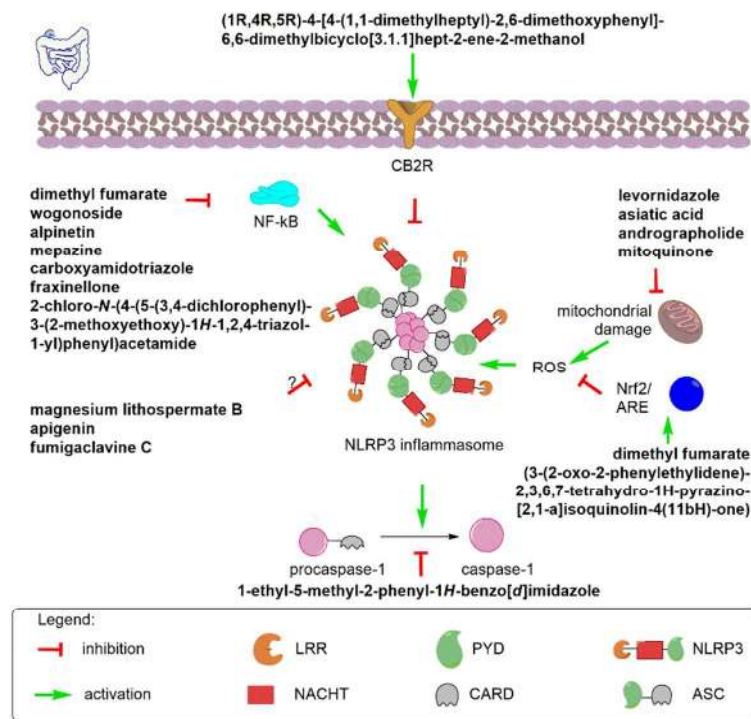 (1R,4R,5R)-4-[4-(1,1-dimethylheptyl)-2,6-dimethoxyphenyl]-
6,6-dimethylbicyclo[3.1.1]hept-2-ene-2-methanol
CB2R
dimethyl fumarate
wogonoside
alpinetin
mepazine
carboxyamidotriazole
fraxinellone
2-chloro-N-(4-(5-(3,4-dichlorophenyl)-
3-(2-methoxyethoxy)-1H-1,2,4-triazol-
1-yl)phenyl)acetamide
NF-kB
levornidazole
asiatic acid
andrographolide
mitoquinone
mitochondrial
damage
ROS
Nrf2/
ARE
?
magnesium lithospermate B
apigenin
fumigaclavine C
NLRP3 inflammasome
dimethyl fumarate
(3-(2-oxo-2-phenylethylidene)-
2,3,6,7-tetrahydro-1H-pyrazino-
[2,1-a]isoquinolin-4(11bH)-one)
procaspase-1
caspase-1
1-ethyl-5-methyl-2-phenyl-1H-benzo[d]imidazole
Legend:
inhibition
LRR
PYD
NLRP3
activation
NACHT
CARD
ASC